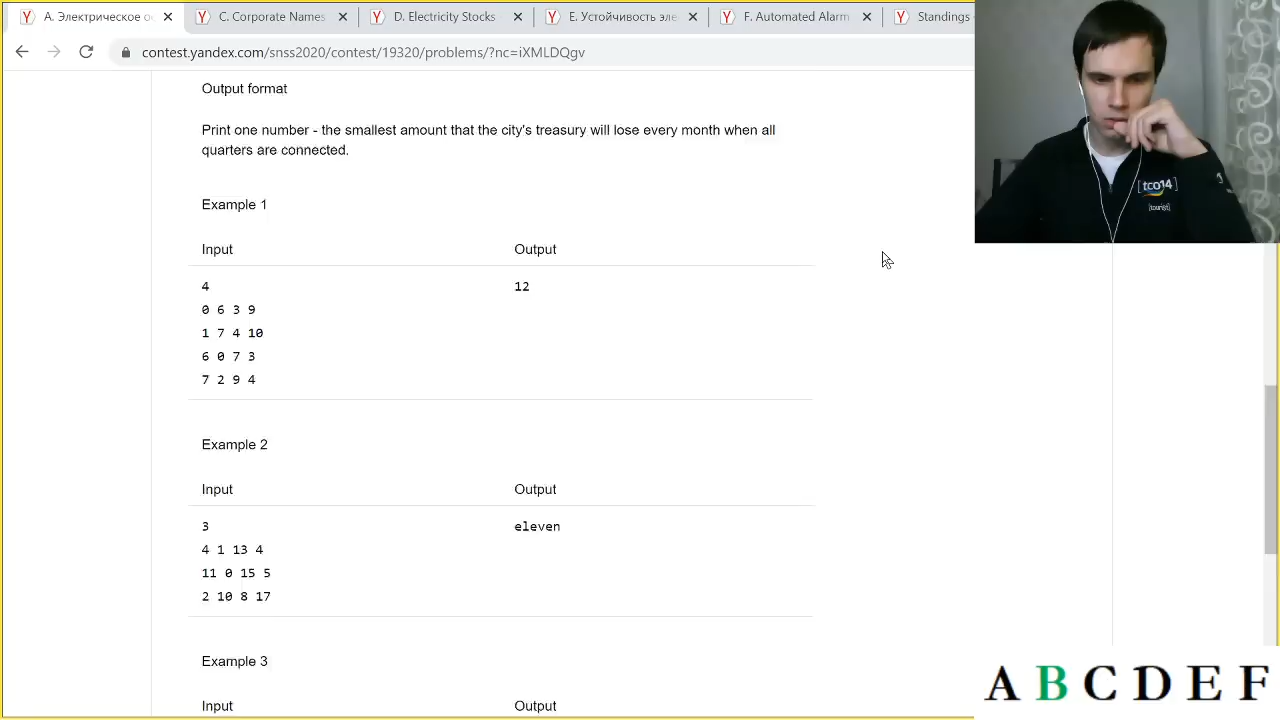 A. Электрическое ос
C. Corporate Names
D. Electricity Stocks
E. Устойчивость эле
F. Automated Alarm
Standings
contest.yandex.com/snss2020/contest/19320/problems/?nc=iXMLDQgv
Output format
Print one number - the smallest amount that the city's treasury will lose every month when all
quarters are connected.
Example 1
Input Output
4 12
0 6 3 9
1 7 4 10
6 0 7 3
7 2 9 4
Example 2
Input Output
3 eleven
4 1 13 4
11 0 15 5
2 10 8 17
Example 3
Input Output
[tco14]
[tourist]
A B C D E F